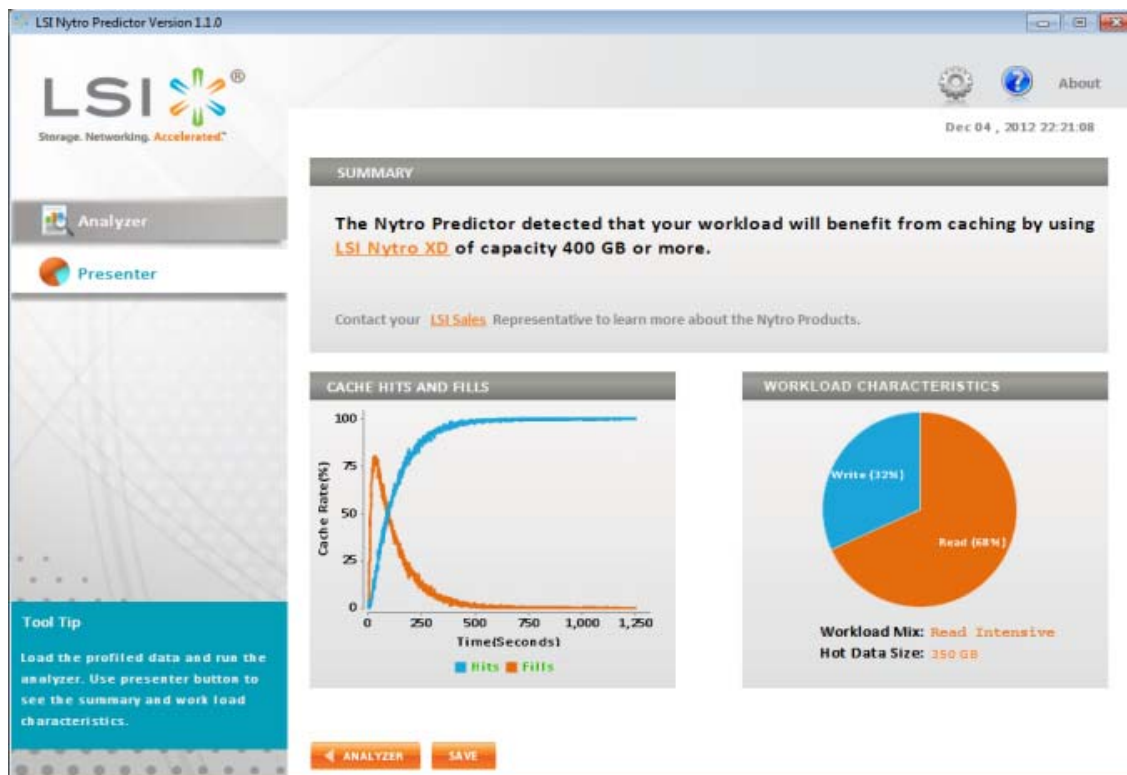 LSI Nytro Predictor Version 1.1.0
LSI®
Storage. Networking. Accelerated.™
About
Dec 04 , 2012 22:21:08
Analyzer
Presenter
SUMMARY
The Nytro Predictor detected that your workload will benefit from caching by using
LSI Nytro XD of capacity 400 GB or more.
Contact your LSI Sales Representative to learn more about the Nytro Products.
CACHE HITS AND FILLS
100
75
50
25
0
Cache Rate(%)
0 250 500 750 1,000 1,250
Time(Seconds)
Hits Fills
WORKLOAD CHARACTERISTICS
Write (32%)
Read (68%)
Workload Mix: Read Intensive
Hot Data Size: 350 GB
Tool Tip
Load the profiled data and run the
analyzer. Use presenter button to
see the summary and work load
characteristics.
ANALYZER
SAVE